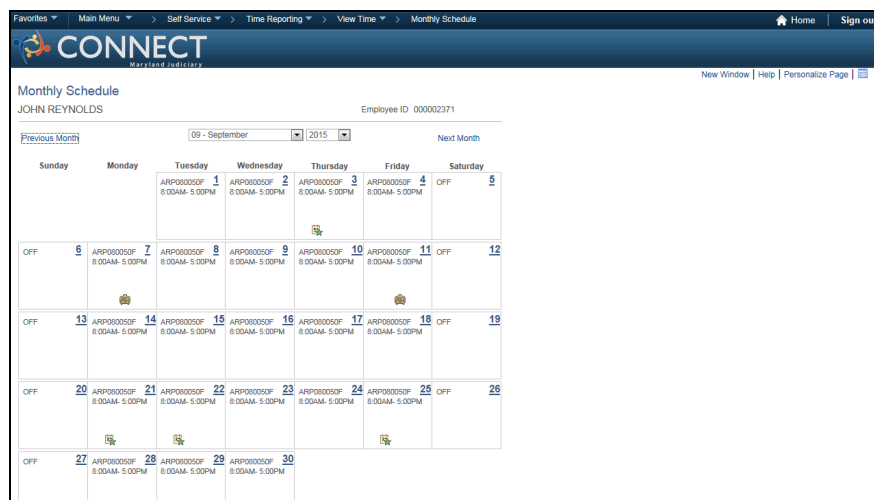 Favorites Main Menu > Self Service > Time Reporting > View Time > Monthly Schedule Home Sign ou
CONNECT
Maryland Judiciary
New Window | Help | Personalize Page |
Monthly Schedule
JOHN REYNOLDS Employee ID 000002371
Previous Month 09 - September 2015 Next Month
Sunday Monday Tuesday Wednesday Thursday Friday Saturday
ARP080050F 1 ARP080050F 2 ARP080050F 3 ARP080050F 4 OFF 5
8:00AM- 5:00PM 8:00AM- 5:00PM 8:00AM- 5:00PM 8:00AM- 5:00PM
OFF 6 ARP080050F 7 ARP080050F 8 ARP080050F 9 ARP080050F 10 ARP080050F 11 OFF 12
8:00AM- 5:00PM 8:00AM- 5:00PM 8:00AM- 5:00PM 8:00AM- 5:00PM 8:00AM- 5:00PM
OFF 13 ARP080050F 14 ARP080050F 15 ARP080050F 16 ARP080050F 17 ARP080050F 18 OFF 19
8:00AM- 5:00PM 8:00AM- 5:00PM 8:00AM- 5:00PM 8:00AM- 5:00PM 8:00AM- 5:00PM
OFF 20 ARP080050F 21 ARP080050F 22 ARP080050F 23 ARP080050F 24 ARP080050F 25 OFF 26
8:00AM- 5:00PM 8:00AM- 5:00PM 8:00AM- 5:00PM 8:00AM- 5:00PM 8:00AM- 5:00PM
OFF 27 ARP080050F 28 ARP080050F 29 ARP080050F 30
8:00AM- 5:00PM 8:00AM- 5:00PM 8:00AM- 5:00PM